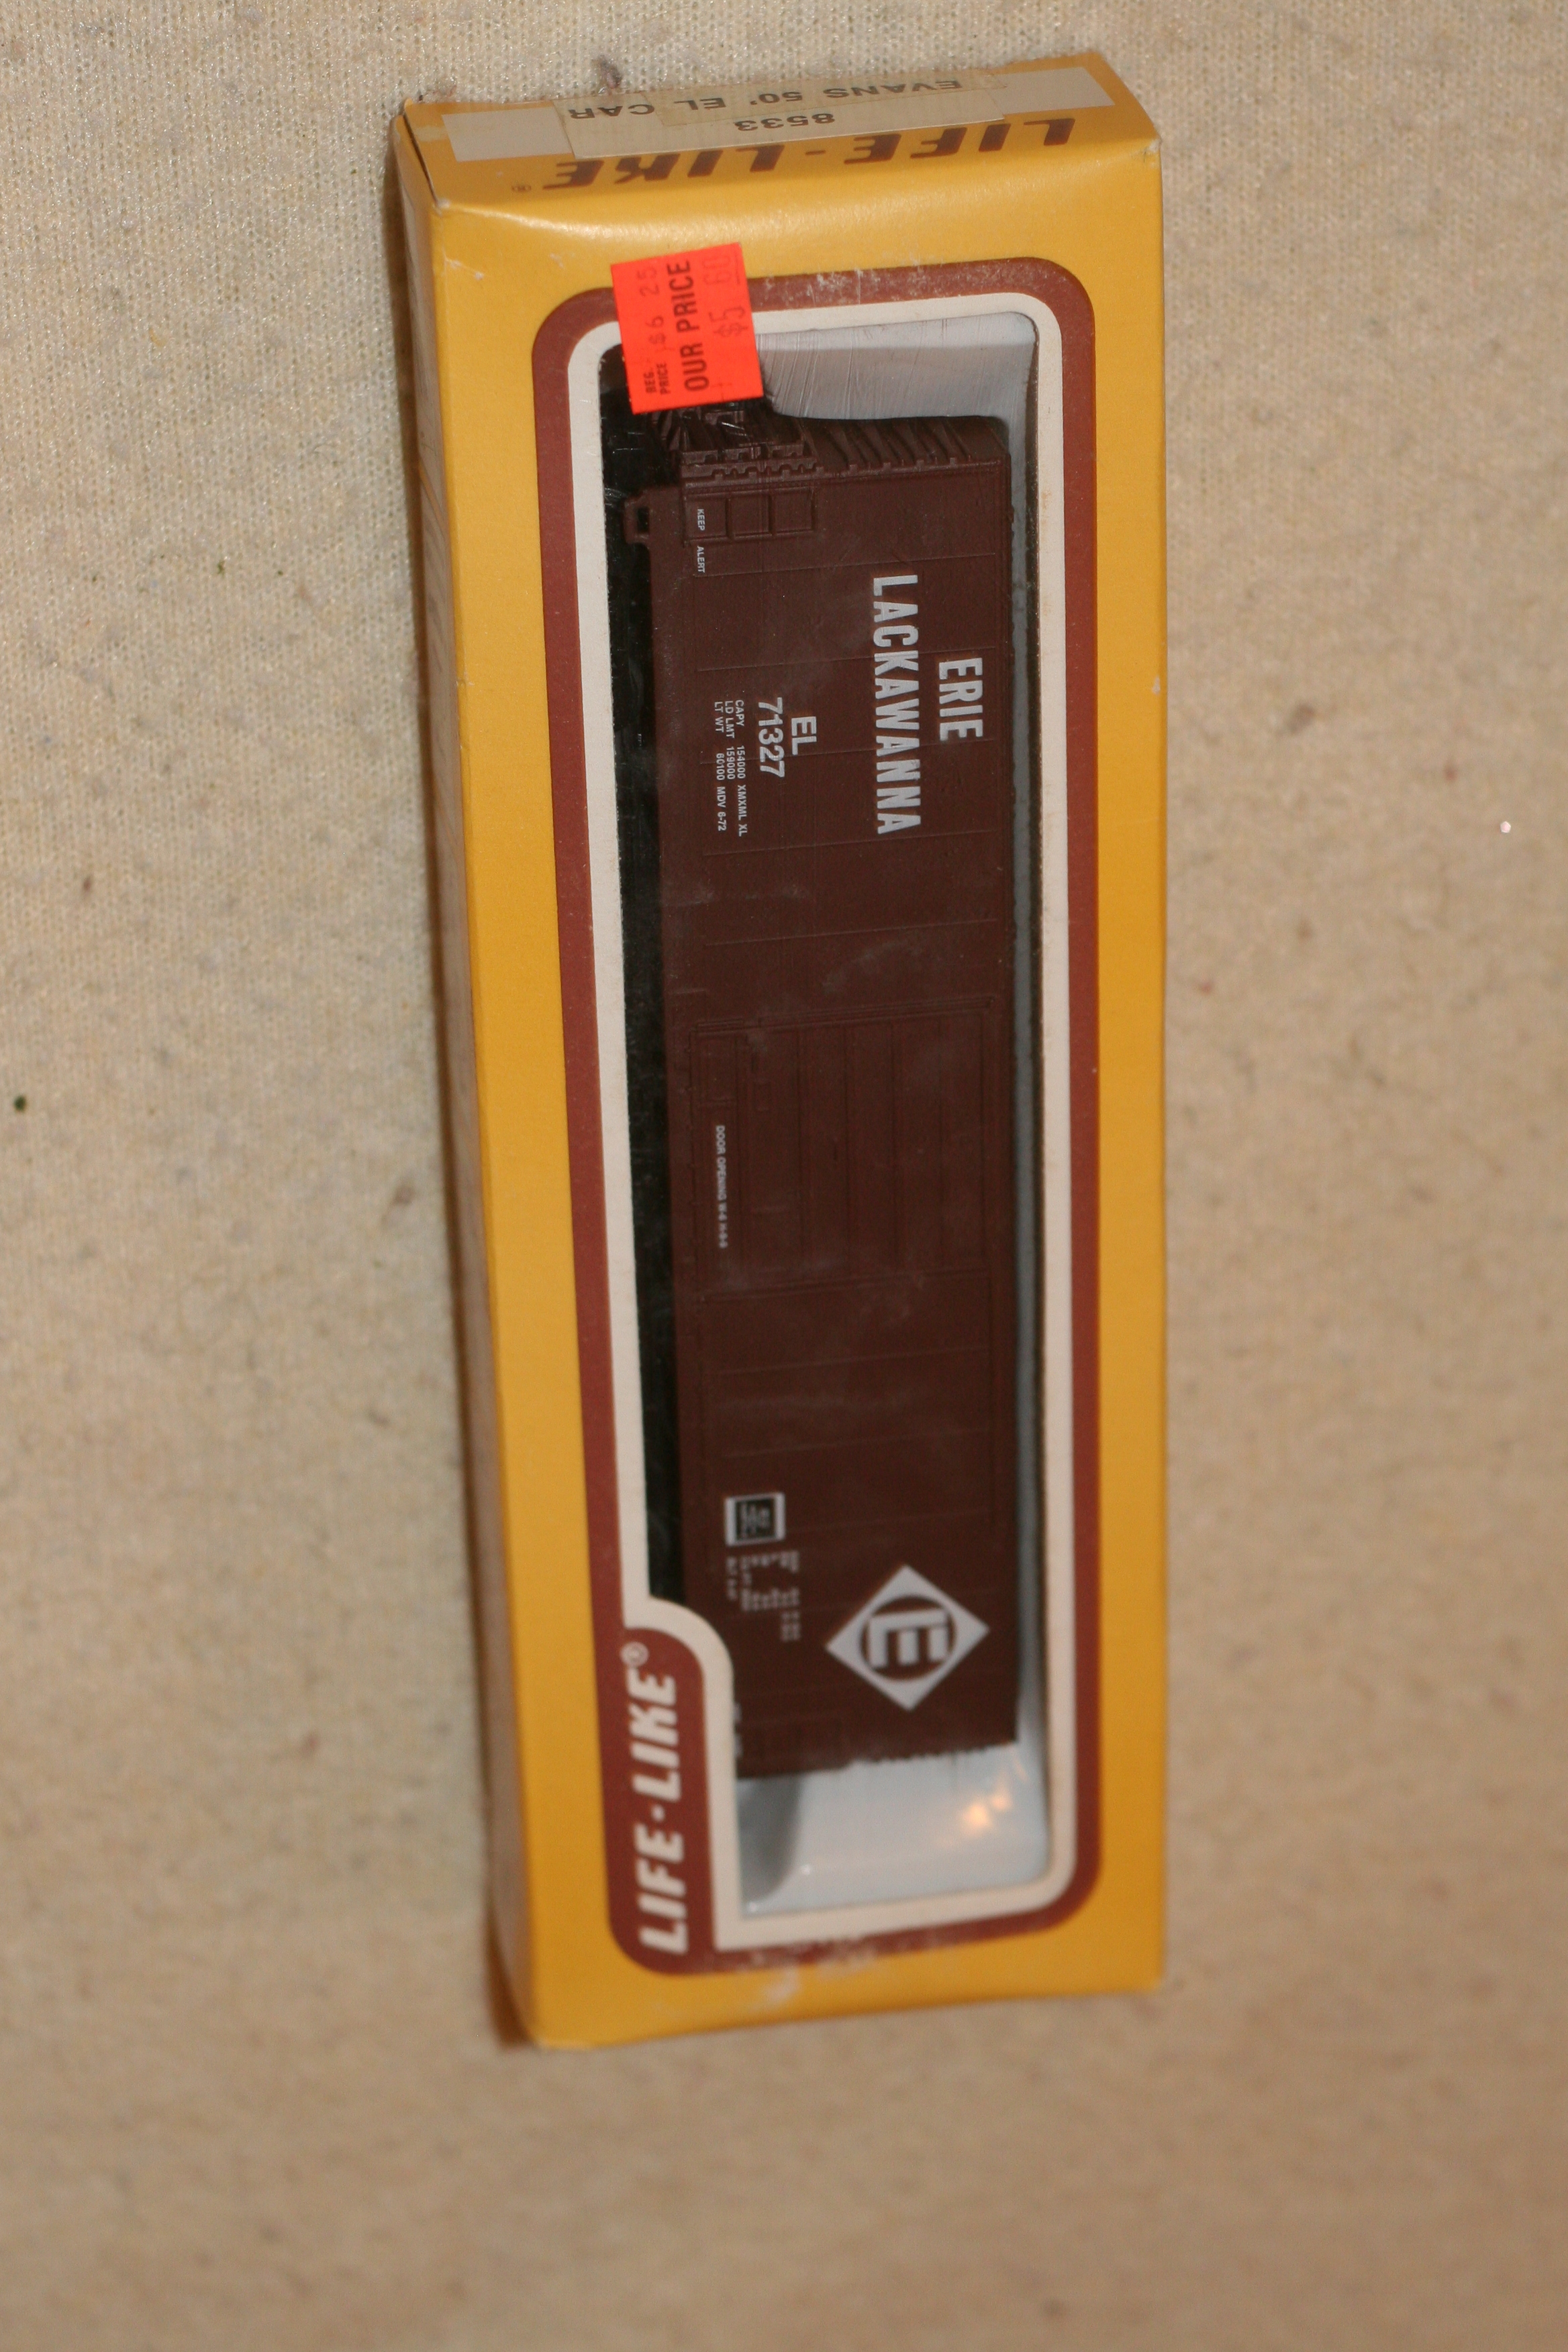 EVANS 50' EL CAR
8533
LIFE-LIKE®
REG. PRICE $6 25
OUR PRICE
$5 00
KEEP ALERT
ERIE
LACKAWANNA
EL
71327
CAPY 154000 XMXML XL
LD LMT 159000
LT WT 60100 MDV 6-72
DOOR OPENING
E
LIFE·LIKE®